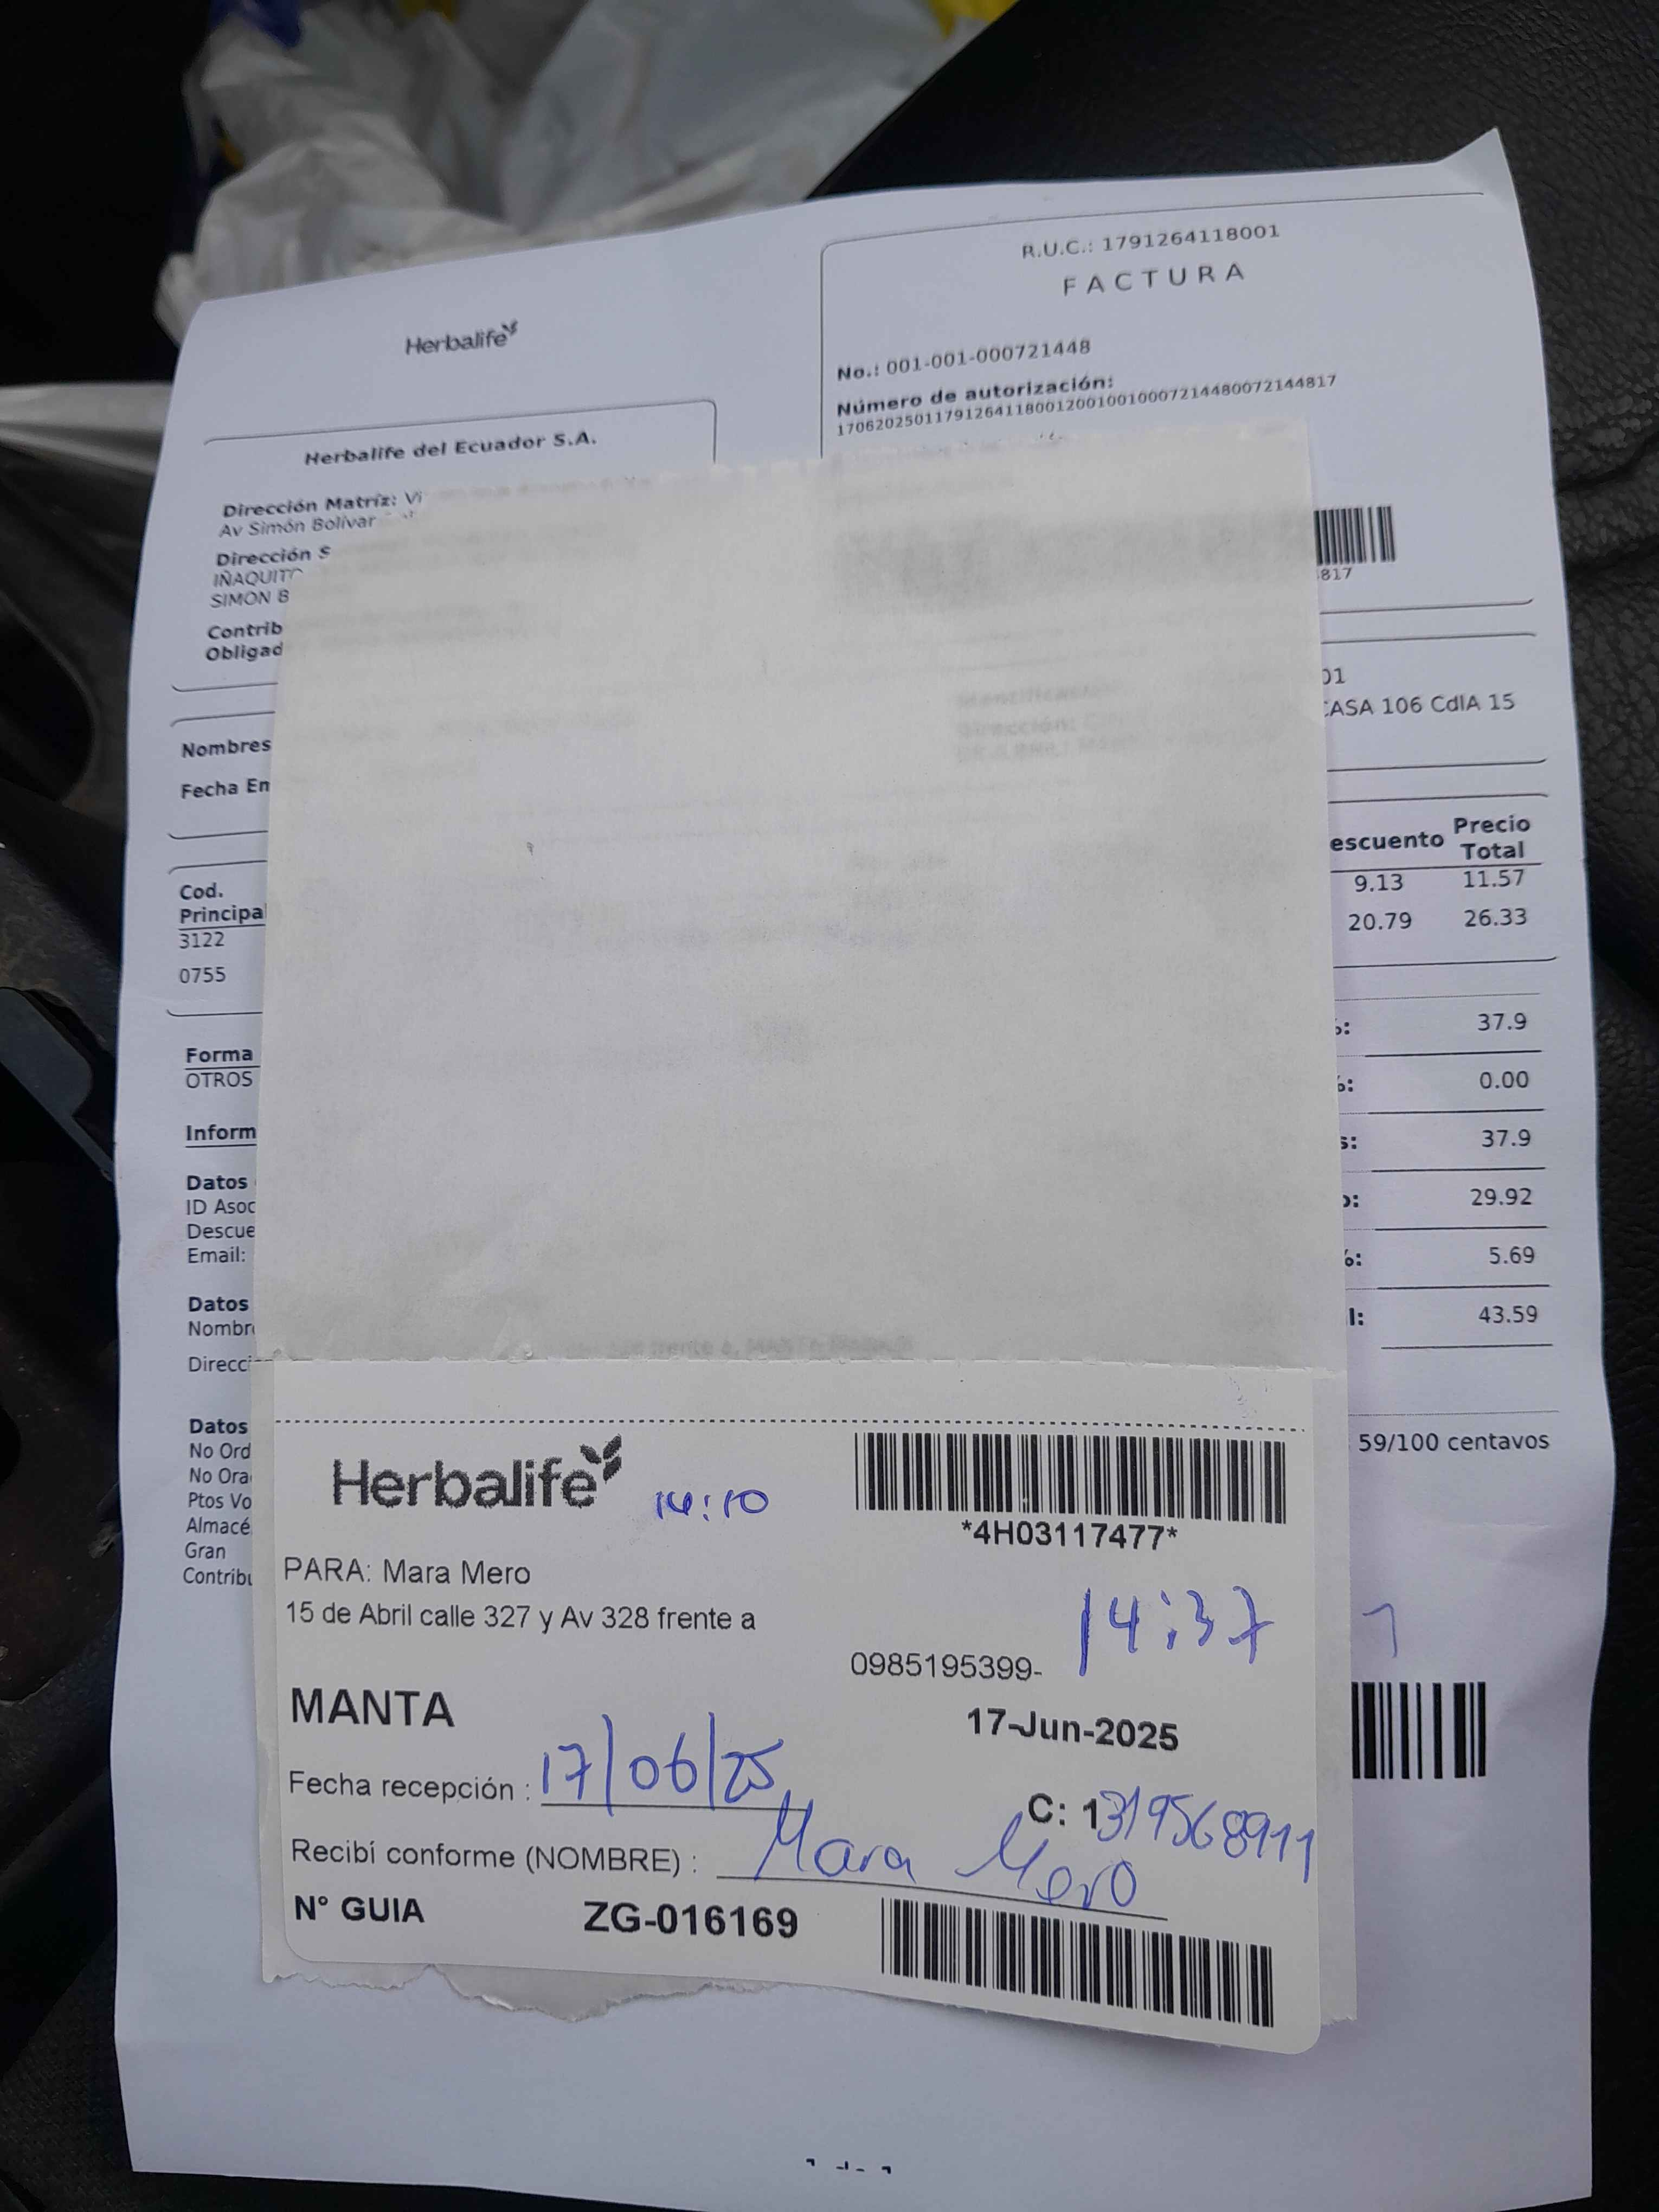 R.U.C.: 1791264118001
FACTURA
Herbalife
No.: 001-001-000721448
Número de autorización:
1706202501179126411800120010010007214480072144817
Herbalife del Ecuador S.A.
Dirección Matríz: Vi
Av Simón Bolívar
Dirección S
IÑAQUITO
SIMON B
817
Contrib
Obligad
01
CASA 106 CdlA 15
Nombres
Fecha En
escuento Precio Total
Cod. Principal
3122 9.13 11.57
0755 20.79 26.33
%: 37.9
Forma
OTROS
%: 0.00
Inform
s: 37.9
Datos
ID Asoc
o: 29.92
Descue
Email:
%: 5.69
Datos
Nombre
l: 43.59
Direcci
Datos
No Ord
59/100 centavos
No Ora
Ptos Vo
Almacé
Gran
Contribu
Herbalife 14:10
*4H03117477*
PARA: Mara Mero
15 de Abril calle 327 y Av 328 frente a
14:37
0985195399-
MANTA
17-Jun-2025
Fecha recepción : 17/06/25
C: 1319568911
Recibí conforme (NOMBRE) : Mara Mero
N° GUIA ZG-016169